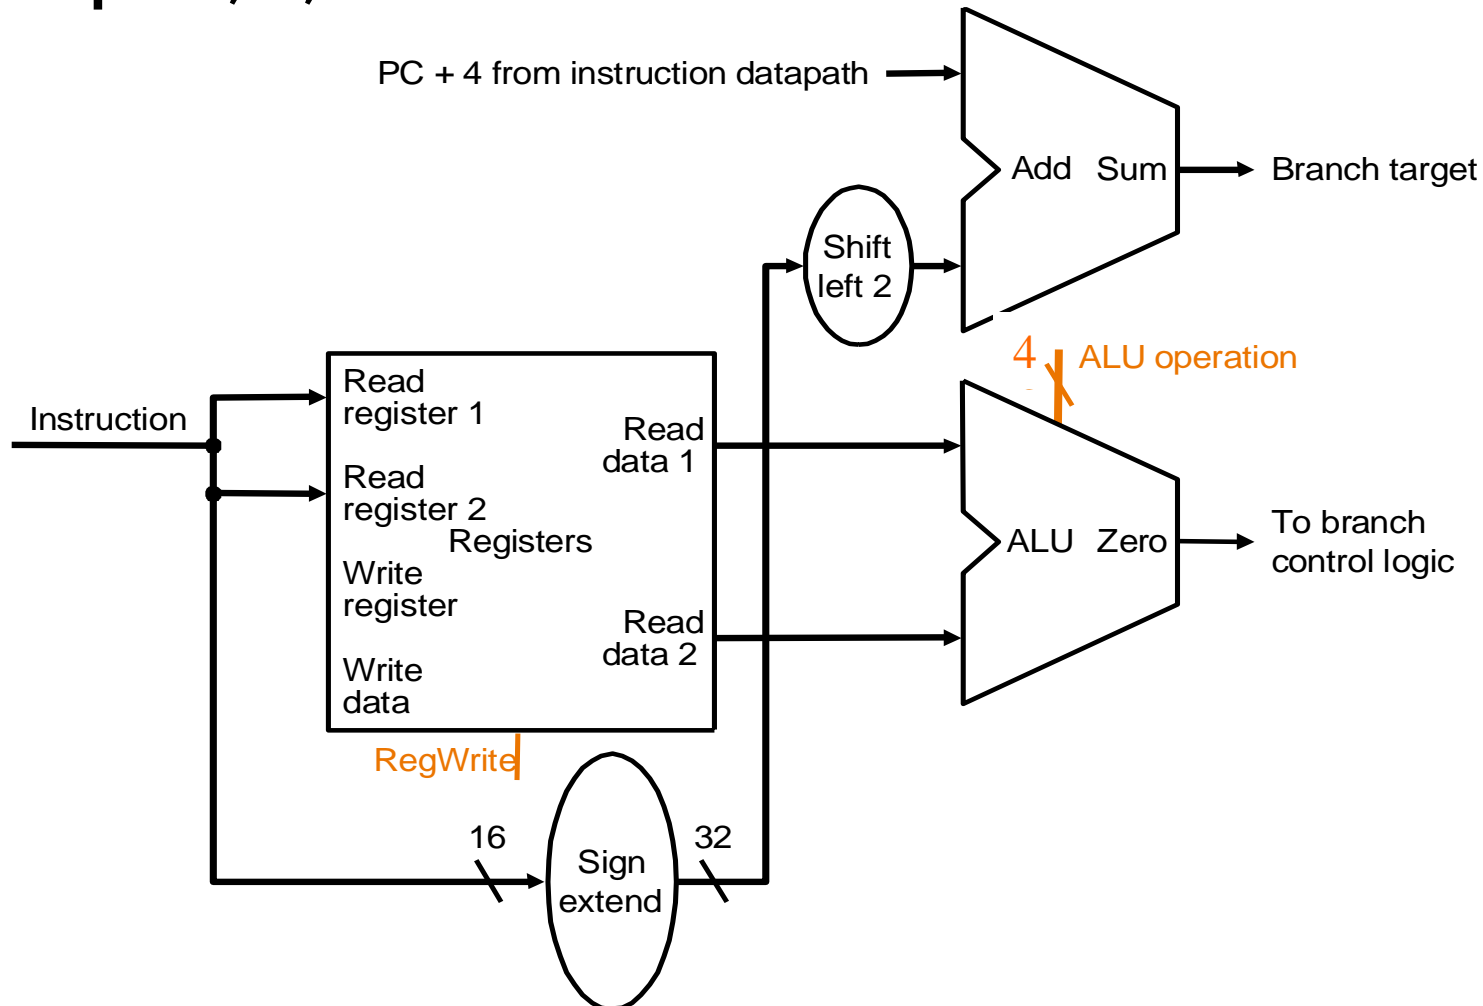 PC + 4 from instruction datapath
Add Sum
Branch target
Shift
left 2
4
ALU operation
Instruction
Read
register 1
Read
data 1
Read
register 2
Registers
ALU Zero
To branch
control logic
Write
register
Read
data 2
Write
data
RegWrite
16
32
Sign
extend